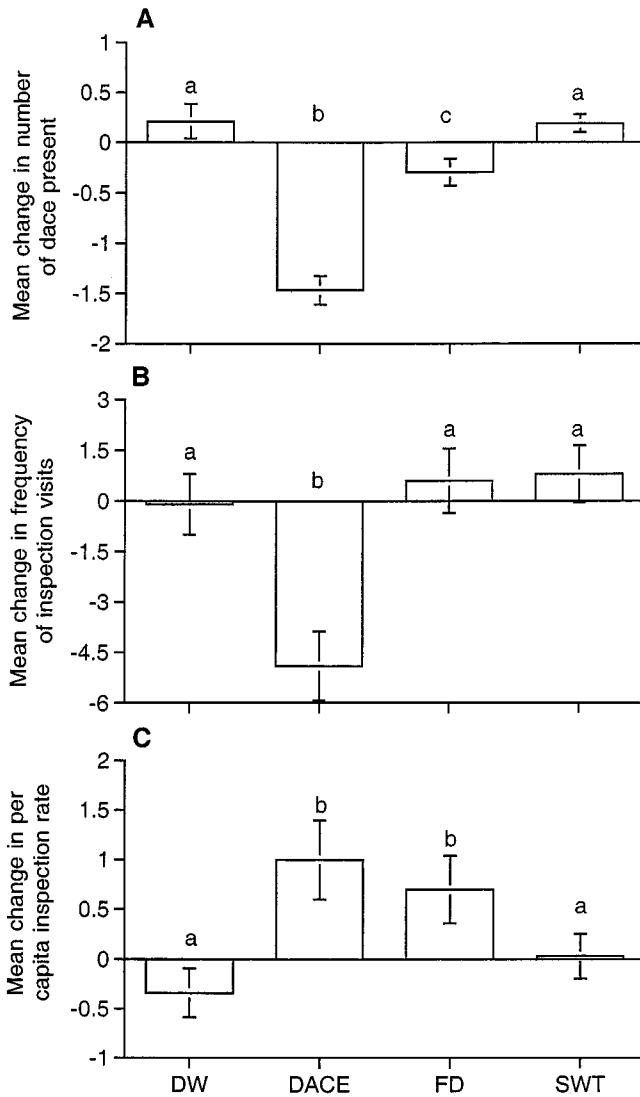 A
Mean change in number
of dace present
1
0.5
0
-0.5
-1
-1.5
-2
a
b
c
a
B
Mean change in frequency
of inspection visits
3
1.5
0
-1.5
-3
-4.5
-6
a
b
a
a
C
Mean change in per
capita inspection rate
2
1.5
1
0.5
0
-0.5
-1
a
b
b
a
DW DACE FD SWT